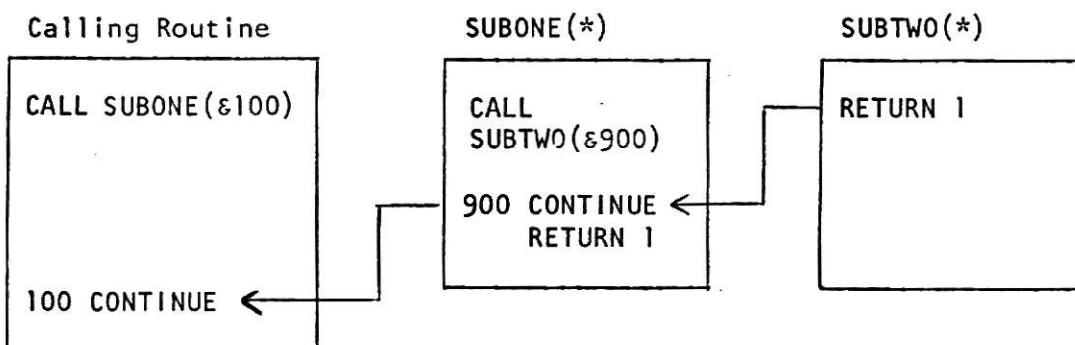 Calling Routine
CALL SUBONE(&100)
100 CONTINUE
SUBONE(*)
CALL
SUBTWO(&900)
900 CONTINUE
RETURN 1
SUBTWO(*)
RETURN 1